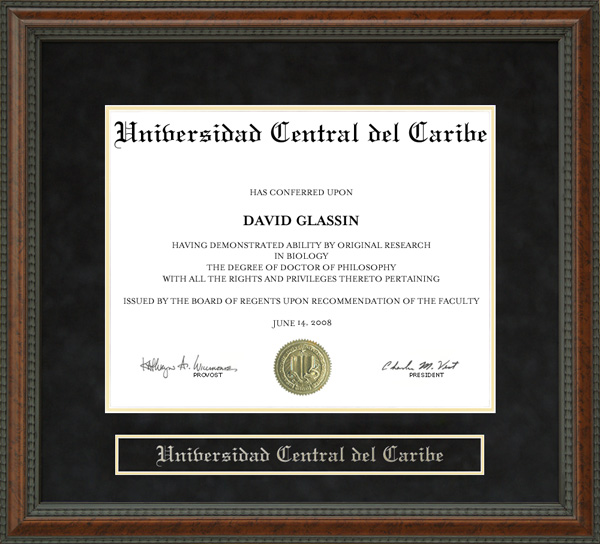 Universidad Central del Caribe
HAS CONFERRED UPON
DAVID GLASSIN
HAVING DEMONSTRATED ABILITY BY ORIGINAL RESEARCH
IN BIOLOGY
THE DEGREE OF DOCTOR OF PHILOSOPHY
WITH ALL THE RIGHTS AND PRIVILEGES THERETO PERTAINING
ISSUED BY THE BOARD OF REGENTS UPON RECOMMENDATION OF THE FACULTY
JUNE 14, 2008
Charles M. Vest
PROVOST
PRESIDENT
Universidad Central del Caribe